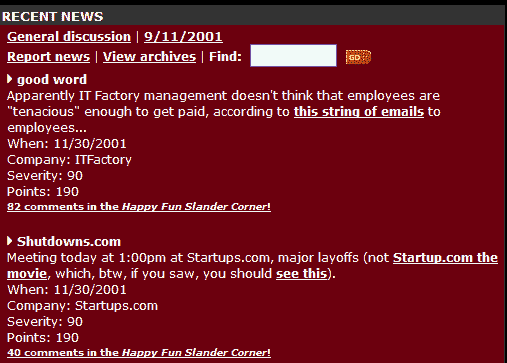 RECENT NEWS
General discussion | 9/11/2001
Report news | View archives | Find: GO
good word
Apparently IT Factory management doesn't think that employees are
"tenacious" enough to get paid, according to this string of emails to
employees...
When: 11/30/2001
Company: ITFactory
Severity: 90
Points: 190
82 comments in the Happy Fun Slander Corner!
Shutdowns.com
Meeting today at 1:00pm at Startups.com, major layoffs (not Startup.com the
movie, which, btw, if you saw, you should see this).
When: 11/30/2001
Company: Startups.com
Severity: 90
Points: 190
40 comments in the Happy Fun Slander Corner!